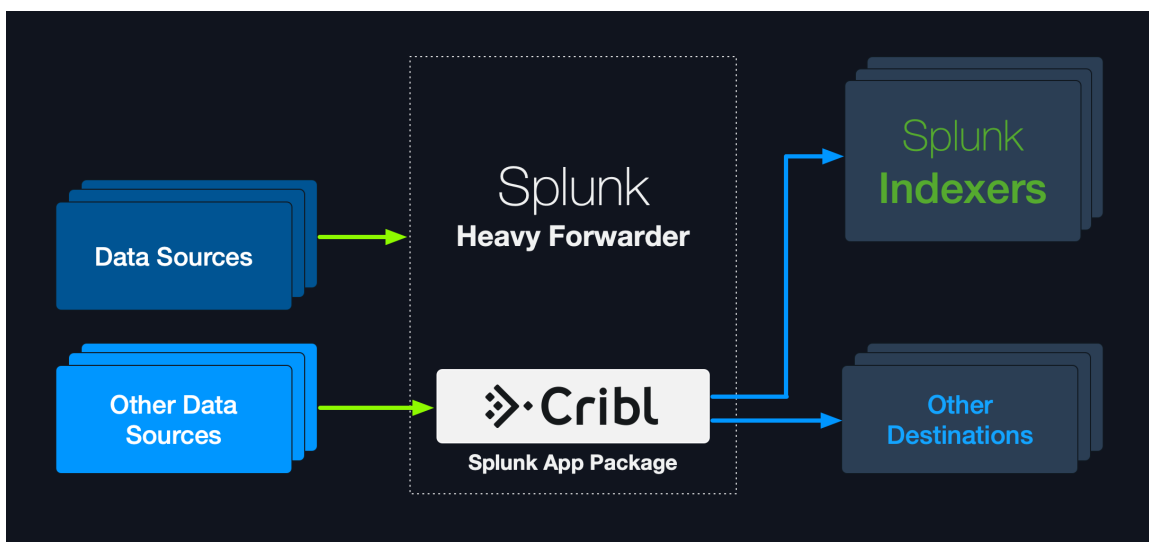 Data Sources
Other Data
Sources
Splunk
Heavy Forwarder
Cribl
Splunk App Package
Splunk
Indexers
Other
Destinations